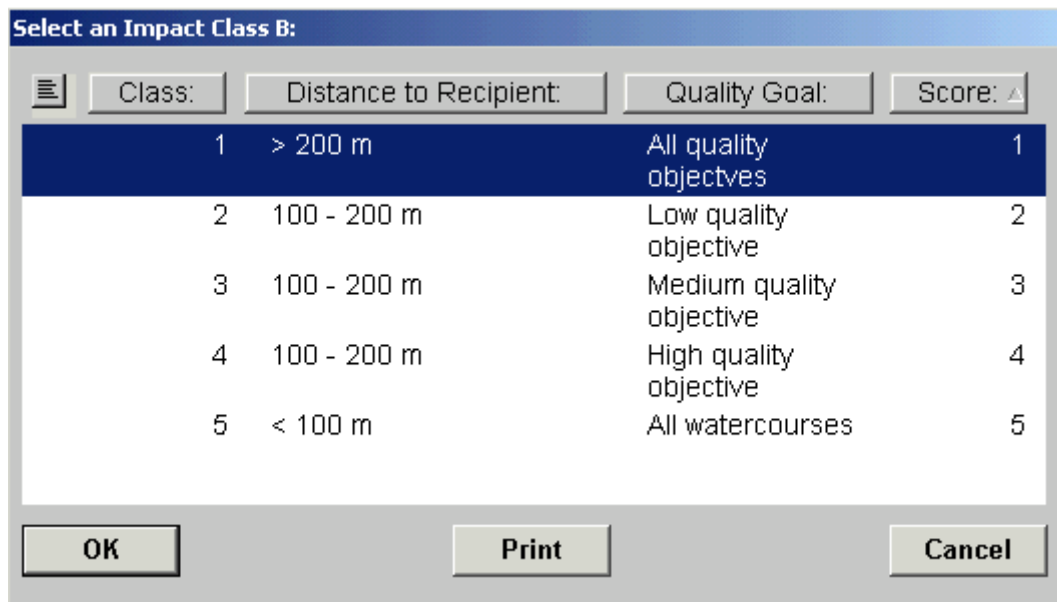 Select an Impact Class B:
Class: Distance to Recipient: Quality Goal: Score:
1 > 200 m All quality 1
objectves
2 100 - 200 m Low quality 2
objective
3 100 - 200 m Medium quality 3
objective
4 100 - 200 m High quality 4
objective
5 < 100 m All watercourses 5
OK Print Cancel